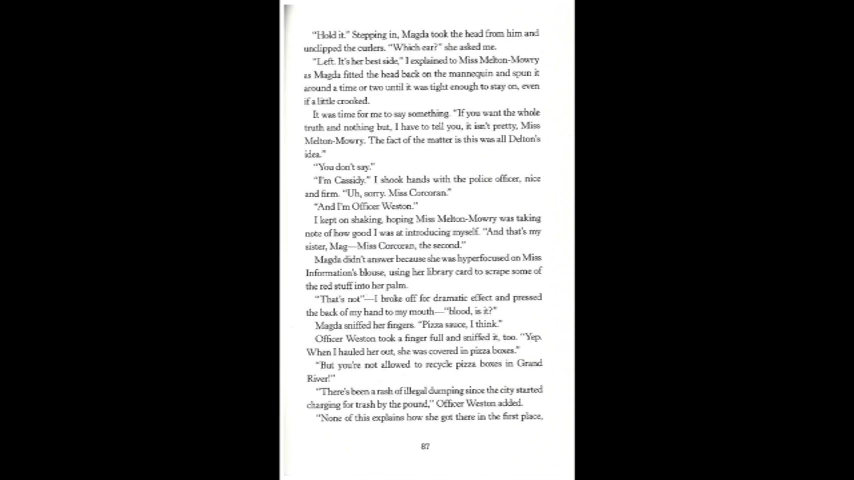 "Hold it." Stepping in, Magda took the head from him and
unclipped the curlers. "Which ear?" she asked me.
"Left. It's her best side," I explained to Miss Melton-Mowry
as Magda fitted the head back on the mannequin and spun it
around a time or two until it was tight enough to stay on, even
if a little crooked.
It was time for me to say something. "If you want the whole
truth and nothing but, I have to tell you, it isn't pretty, Miss
Melton-Mowry. The fact of the matter is this was all Delton's
idea."
"You don't say."
"I'm Cassidy." I shook hands with the police officer, nice
and firm. "Uh, sorry. Miss Corcoran."
"And I'm Officer Weston."
I kept on shaking, hoping Miss Melton-Mowry was taking
note of how good I was at introducing myself. "And that's my
sister, Mag—Miss Corcoran, the second."
Magda didn't answer because she was hyperfocused on Miss
Information's blouse, using her library card to scrape some of
the red stuff into her palm.
"That's not"—I broke off for dramatic effect and pressed
the back of my hand to my mouth—"blood, is it?"
Magda sniffed her fingers. "Pizza sauce, I think."
Officer Weston took a finger full and sniffed it, too. "Yep.
When I hauled her out, she was covered in pizza boxes."
"But you're not allowed to recycle pizza boxes in Grand
River!"
"There's been a rash of illegal dumping since the city started
charging for trash by the pound," Officer Weston added.
"None of this explains how she got there in the first place,
87